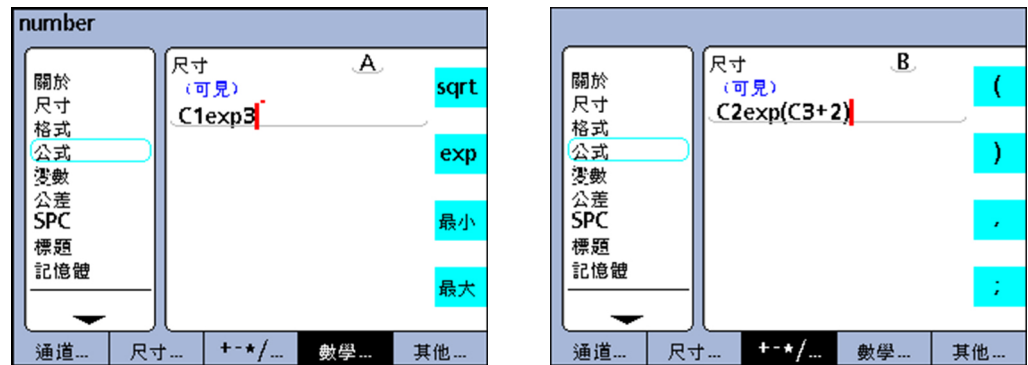 number
關於
尺寸
格式
公式
變數
公差
SPC
標題
記憶體
尺寸 A
（可見）
C1exp3
sqrt
exp
最小
最大
通道... 尺寸... +-*/... 數學... 其他...
關於
尺寸
格式
公式
變數
公差
SPC
標題
記憶體
尺寸 B
（可見）
C2exp(C3+2)
(
)
,
;
通道... 尺寸... +-*/... 數學... 其他...